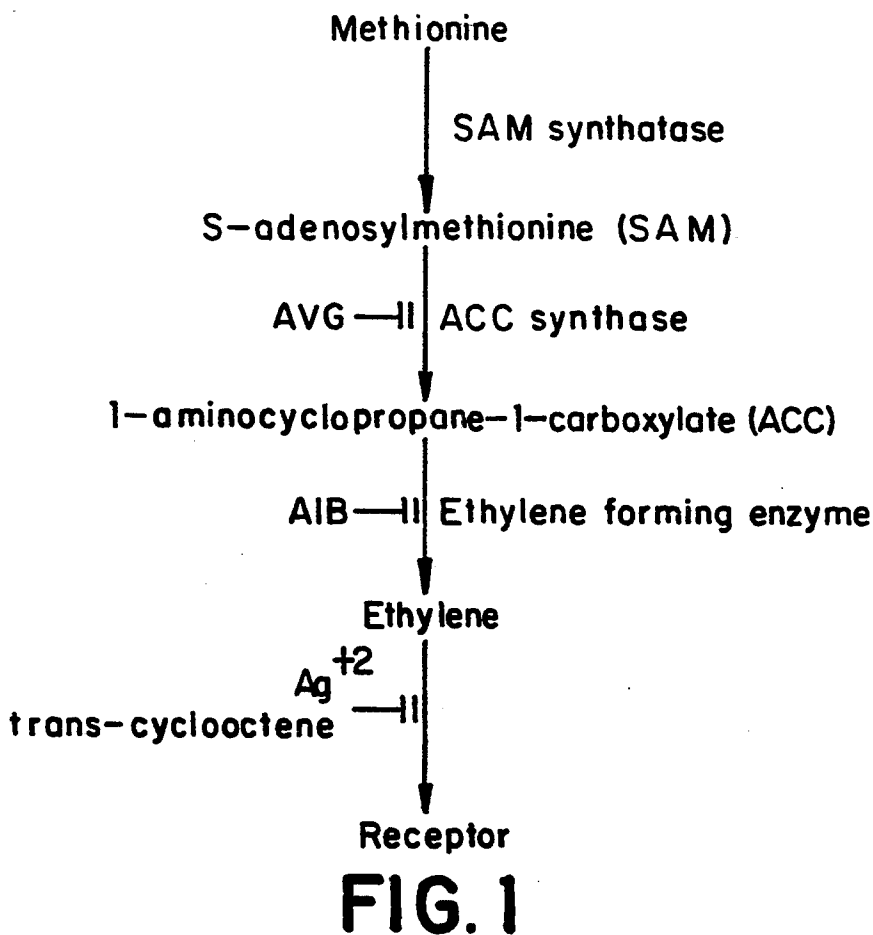 Methionine
SAM synthatase
S-adenosylmethionine (SAM)
AVG ACC synthase
1-aminocyclopropane-1-carboxylate (ACC)
AIB Ethylene forming enzyme
Ethylene
Ag+2
trans-cyclooctene
Receptor
FIG. 1